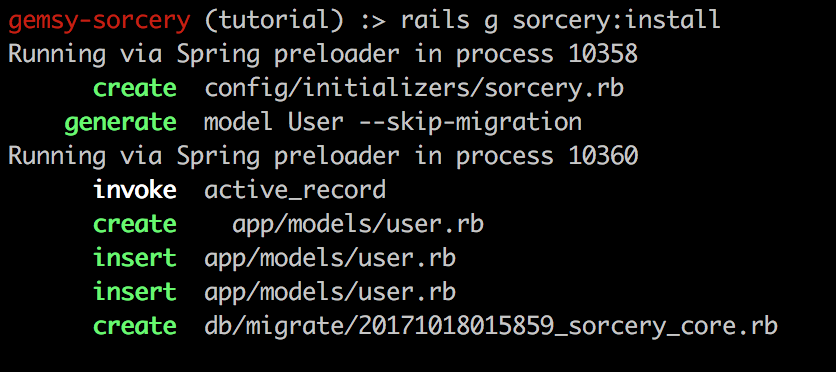 gemsy-sorcery (tutorial) :> rails g sorcery:install
Running via Spring preloader in process 10358
create config/initializers/sorcery.rb
generate model User --skip-migration
Running via Spring preloader in process 10360
invoke active_record
create app/models/user.rb
insert app/models/user.rb
insert app/models/user.rb
create db/migrate/20171018015859_sorcery_core.rb